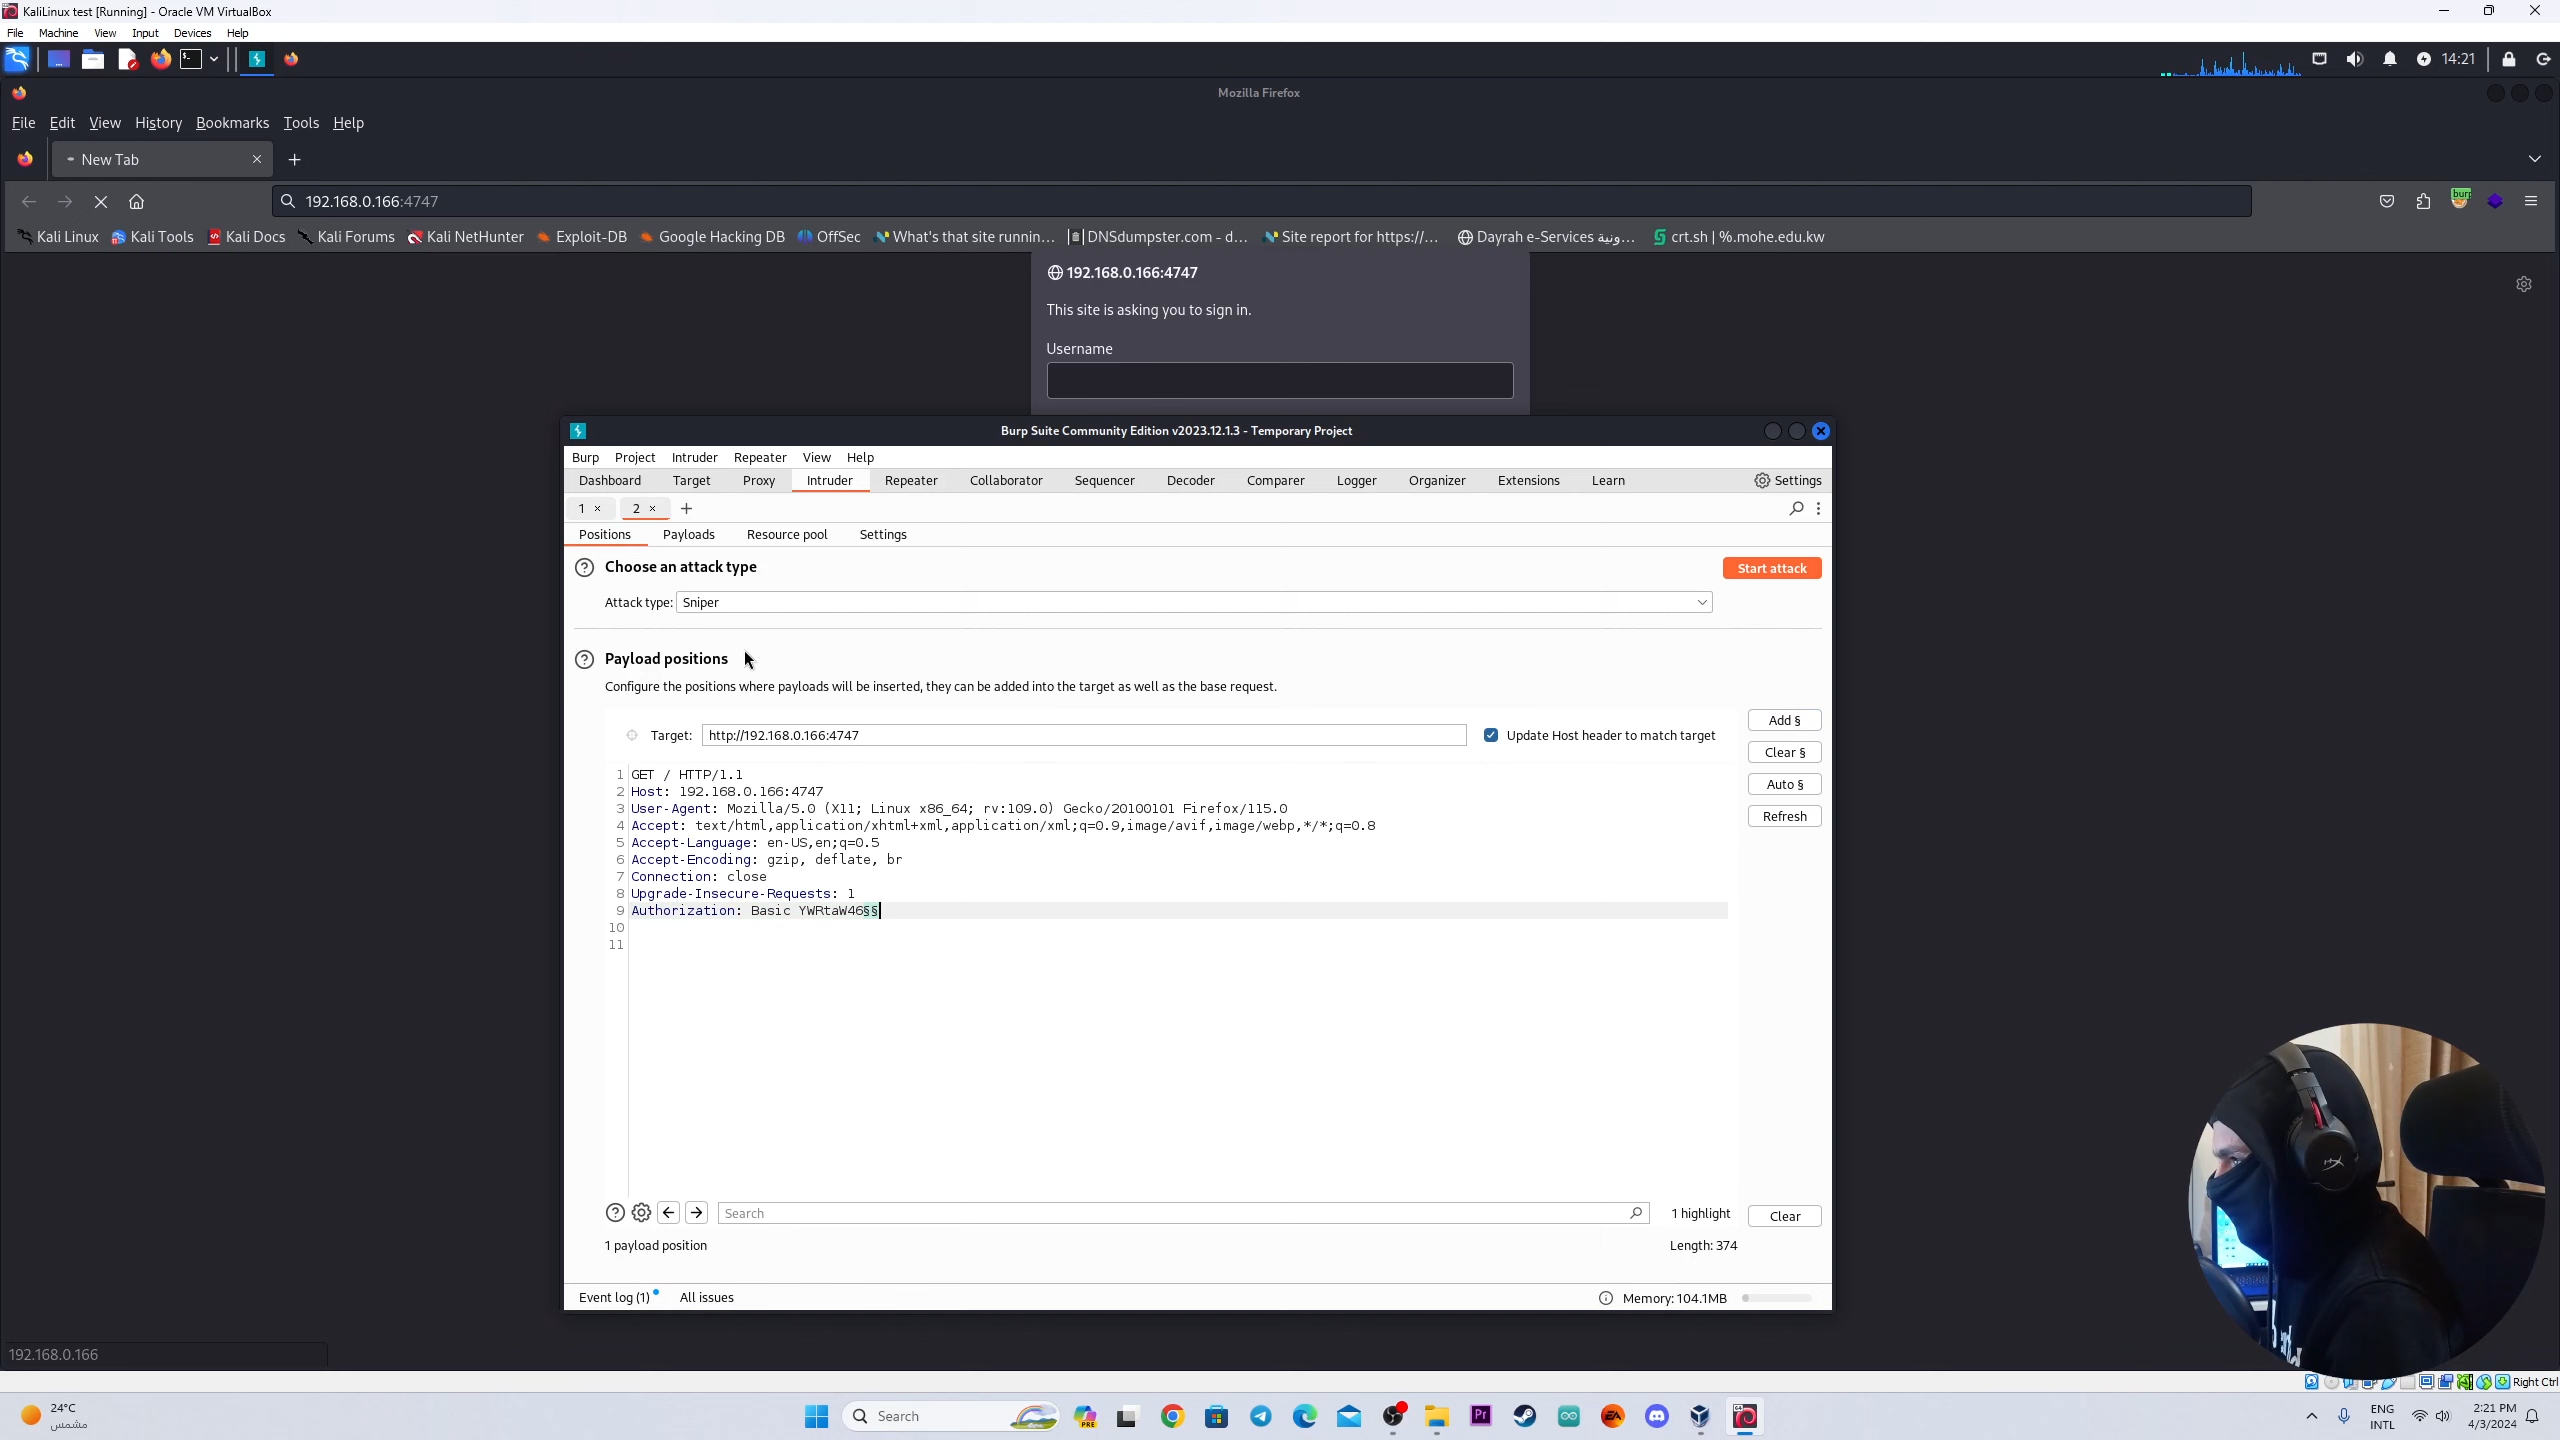 KaliLinux test [Running] - Oracle VM VirtualBox
File Machine View Input Devices Help
14:21
Mozilla Firefox
File Edit View History Bookmarks Tools Help
New Tab
192.168.0.166:4747
burp
Kali Linux Kali Tools Kali Docs Kali Forums Kali NetHunter Exploit-DB Google Hacking DB OffSec What's that site runnin... DNSdumpster.com - d... Site report for https://... Dayrah e-Services ونية... crt.sh | %.mohe.edu.kw
192.168.0.166:4747
This site is asking you to sign in.
Username
Burp Suite Community Edition v2023.12.1.3 - Temporary Project
Burp Project Intruder Repeater View Help
Dashboard Target Proxy Intruder Repeater Collaborator Sequencer Decoder Comparer Logger Organizer Extensions Learn Settings
1 × 2 × +
Positions Payloads Resource pool Settings
? Choose an attack type
Start attack
Attack type: Sniper
? Payload positions
Configure the positions where payloads will be inserted, they can be added into the target as well as the base request.
Target: http://192.168.0.166:4747
Update Host header to match target
Add §
Clear §
Auto §
Refresh
1 GET / HTTP/1.1
2 Host: 192.168.0.166:4747
3 User-Agent: Mozilla/5.0 (X11; Linux x86_64; rv:109.0) Gecko/20100101 Firefox/115.0
4 Accept: text/html,application/xhtml+xml,application/xml;q=0.9,image/avif,image/webp,*/*;q=0.8
5 Accept-Language: en-US,en;q=0.5
6 Accept-Encoding: gzip, deflate, br
7 Connection: close
8 Upgrade-Insecure-Requests: 1
9 Authorization: Basic YWRtaW46§§
10
11
Search
1 highlight
Clear
1 payload position
Length: 374
Event log (1) All issues
Memory: 104.1MB
192.168.0.166
Right Ctrl
24°C
مشمس
Search
PRE
Pr
EA
ENG
INTL
2:21 PM
4/3/2024